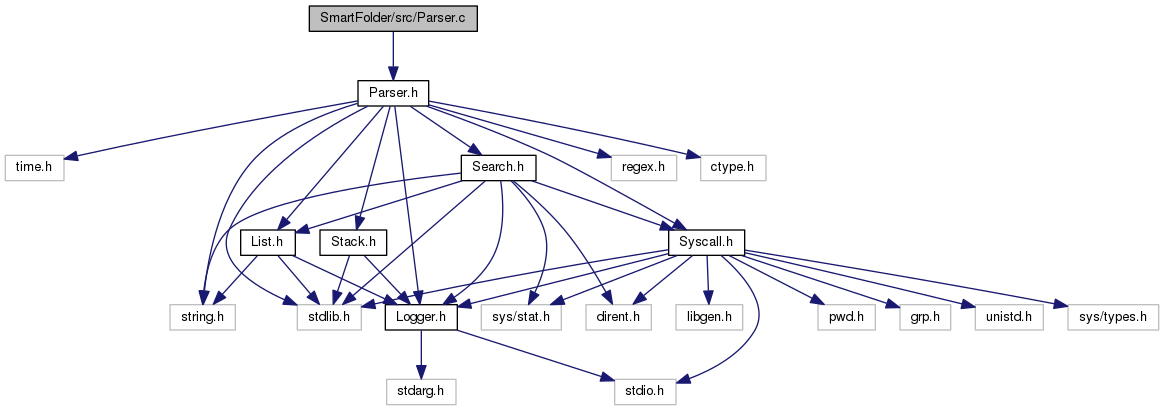 SmartFolder/src/Parser.c
Parser.h
time.h
Search.h
regex.h
ctype.h
List.h
Stack.h
Syscall.h
string.h
stdlib.h
Logger.h
sys/stat.h
dirent.h
libgen.h
pwd.h
grp.h
unistd.h
sys/types.h
stdarg.h
stdio.h